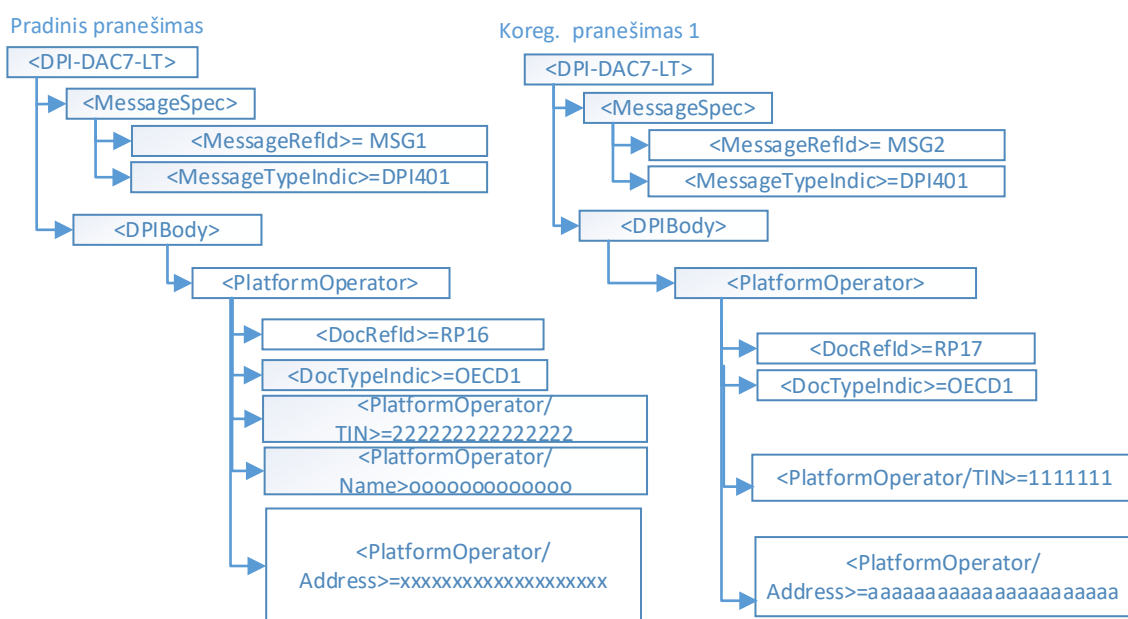 Pradinis pranešimas
<DPI-DAC7-LT>
<MessageSpec>
<MessageRefId>= MSG1
<MessageTypeIndic>=DPI401
<DPIBody>
<PlatformOperator>
<DocRefId>=RP16
<DocTypeIndic>=OECD1
<PlatformOperator/
TIN>=222222222222222
<PlatformOperator/
Name>ooooooooooooo
<PlatformOperator/
Address>=xxxxxxxxxxxxxxxxxxxx
Koreg. pranešimas 1
<DPI-DAC7-LT>
<MessageSpec>
<MessageRefId>= MSG2
<MessageTypeIndic>=DPI401
<DPIBody>
<PlatformOperator>
<DocRefId>=RP17
<DocTypeIndic>=OECD1
<PlatformOperator/TIN>=1111111
<PlatformOperator/
Address>=aaaaaaaaaaaaaaaaaaaaaa